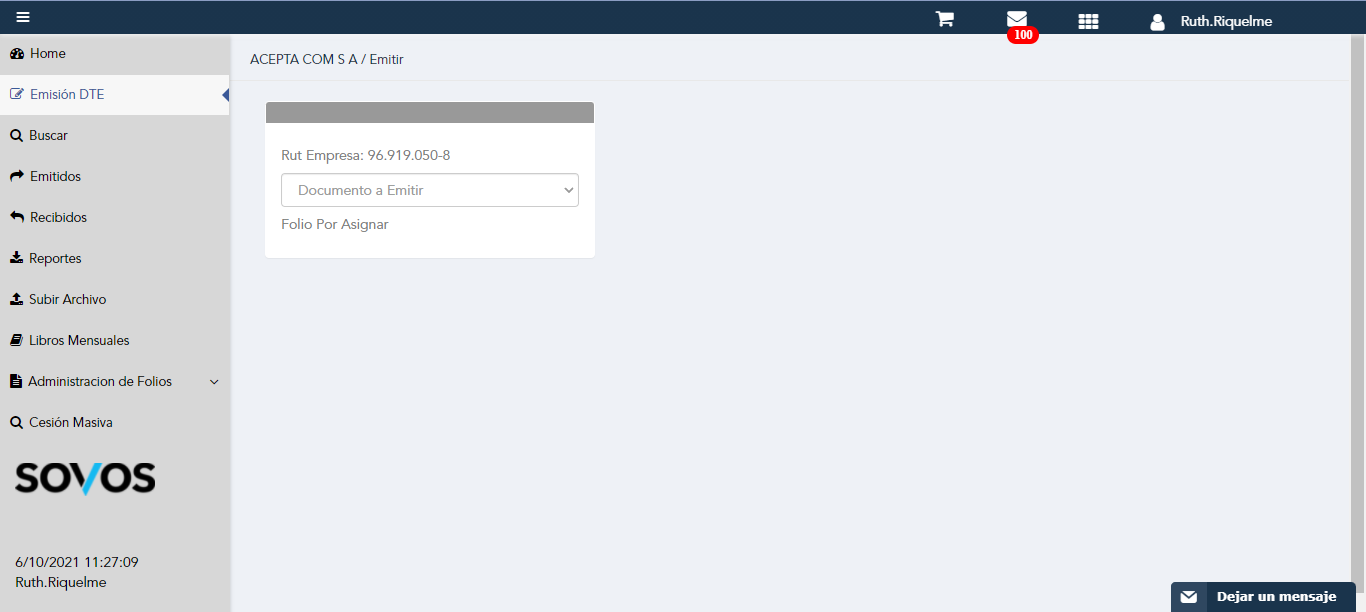 Ruth.Riquelme
100
Home
Emisión DTE
Buscar
Emitidos
Recibidos
Reportes
Subir Archivo
Libros Mensuales
Administracion de Folios
Cesión Masiva
SOVOS
6/10/2021 11:27:09
Ruth.Riquelme
ACEPTA COM S A / Emitir
Rut Empresa: 96.919.050-8
Documento a Emitir
Folio Por Asignar
Dejar un mensaje